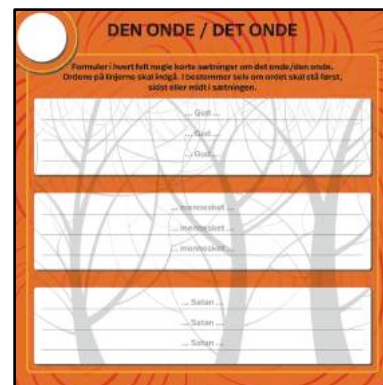 DEN ONDE / DET ONDE
Formuler i hvert felt nogle korte sætninger om det onde/den onde.
Ordene på linjerne skal indgå. I bestemmer selv om ordet skal stå først,
sidst eller midt i sætningen.
... Gud ...
... Gud ...
... Gud ...
... mennesket ...
... mennesket ...
... mennesket ...
... Satan ...
... Satan ...
... Satan ...